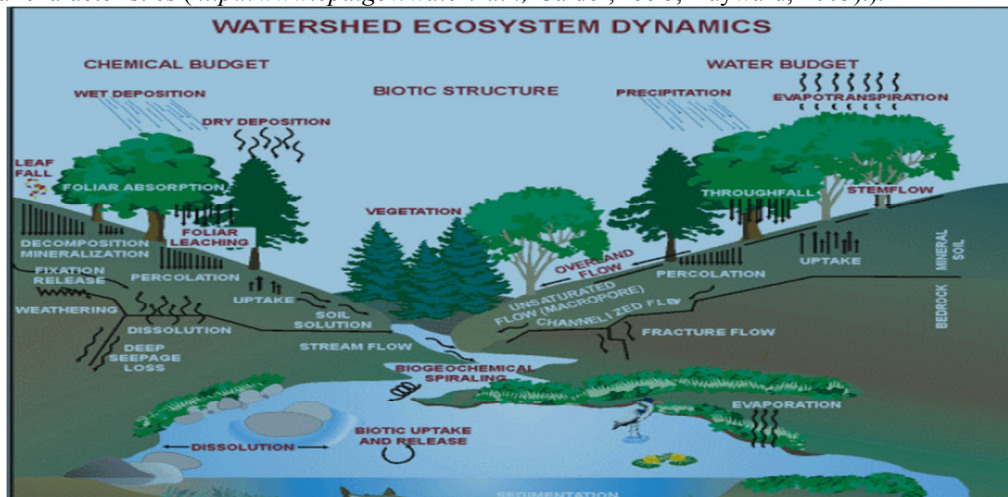 WATERSHED ECOSYSTEM DYNAMICS
CHEMICAL BUDGET
WATER BUDGET
BIOTIC STRUCTURE
WET DEPOSITION
PRECIPITATION
EVAPOTRANSPIRATION
DRY DEPOSITION
LEAF
FALL
FOLIAR ABSORPTION
THROUGHFALL
STEMFLOW
VEGETATION
FOLIAR
LEACHING
DECOMPOSITION
MINERALIZATION
OVERLAND
FLOW
UPTAKE
MINERAL
SOIL
FIXATION
RELEASE
PERCOLATION
PERCOLATION
UPTAKE
UNSATURATED
FLOW (MACROPORE)
CHANNELIZED FLOW
WEATHERING
DISSOLUTION
SOIL
SOLUTION
FRACTURE FLOW
BEDROCK
DEEP
SEEPAGE
LOSS
STREAM FLOW
BIOGEOCHEMICAL
SPIRALING
EVAPORATION
DISSOLUTION
BIOTIC UPTAKE
AND RELEASE
SEDIMENTATION